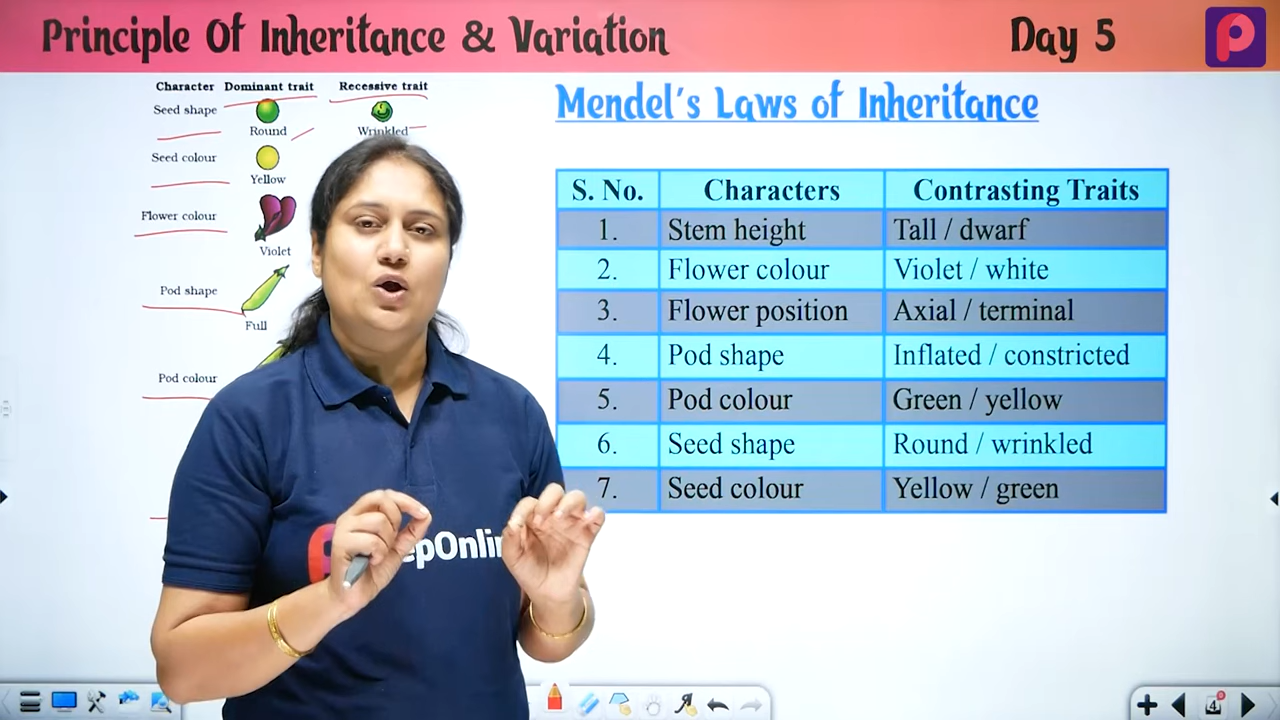 Principle Of Inheritance & Variation
Day 5
Character Dominant trait Recessive trait
Seed shape
Round Wrinkled
Seed colour
Yellow
Flower colour
Violet
Pod shape
Full
Pod colour
Mendel's Laws of Inheritance
S. No. Characters Contrasting Traits
1. Stem height Tall / dwarf
2. Flower colour Violet / white
3. Flower position Axial / terminal
4. Pod shape Inflated / constricted
5. Pod colour Green / yellow
6. Seed shape Round / wrinkled
7. Seed colour Yellow / green
4